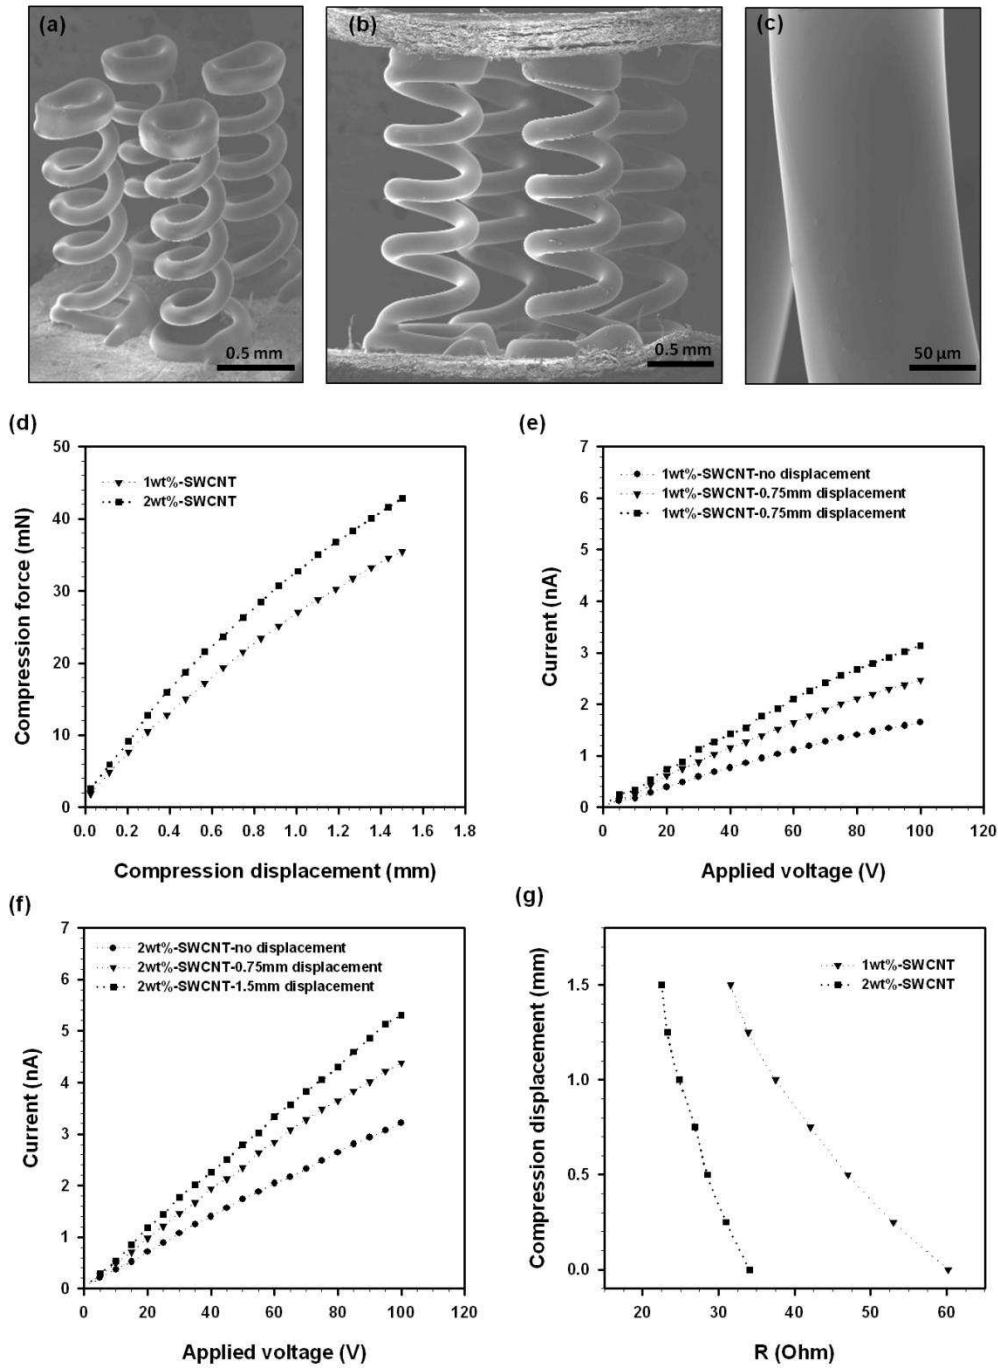 (a)
0.5 mm
(b)
0.5 mm
(c)
50 µm
(d)
50
40
30
20
10
0
Compression force (mN)
1wt%-SWCNT
2wt%-SWCNT
0.0 0.2 0.4 0.6 0.8 1.0 1.2 1.4 1.6 1.8
Compression displacement (mm)
(e)
7
6
5
4
3
2
1
0
Current (nA)
1wt%-SWCNT-no displacement
1wt%-SWCNT-0.75mm displacement
1wt%-SWCNT-0.75mm displacement
0 20 40 60 80 100 120
Applied voltage (V)
(f)
7
6
5
4
3
2
1
0
Current (nA)
2wt%-SWCNT-no displacement
2wt%-SWCNT-0.75mm displacement
2wt%-SWCNT-1.5mm displacement
0 20 40 60 80 100 120
Applied voltage (V)
(g)
1.5
1.0
0.5
0.0
Compression displacement (mm)
1wt%-SWCNT
2wt%-SWCNT
20 30 40 50 60
R (Ohm)